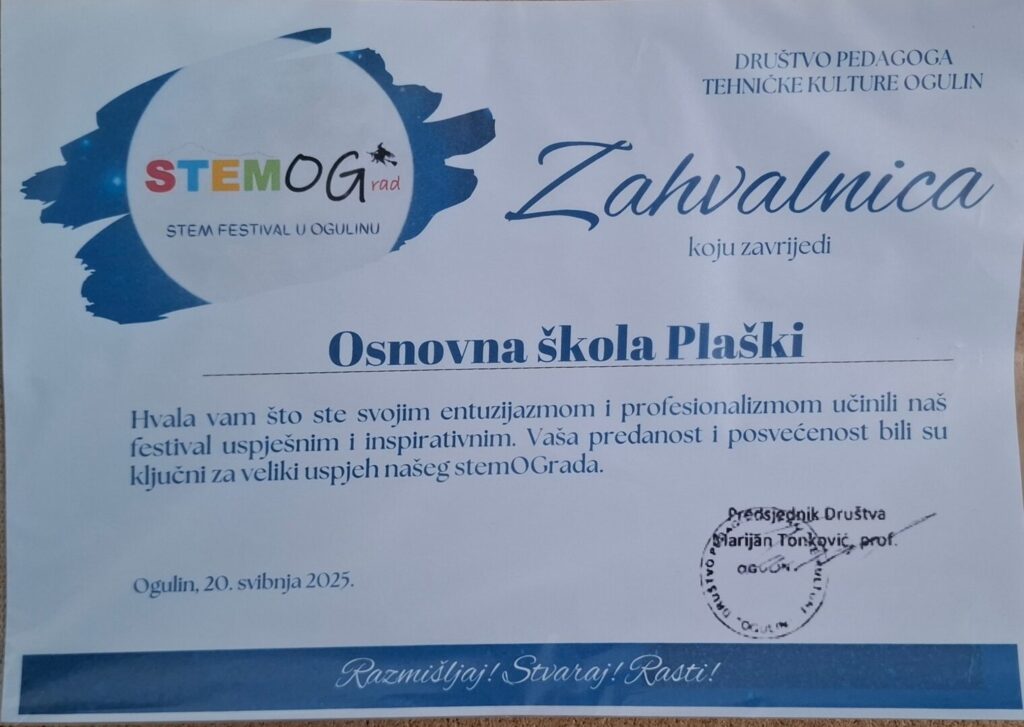 DRUŠTVO PEDAGOGA
TEHNIČKE KULTURE OGULIN
STEMOGrad
STEM FESTIVAL U OGULINU
Zahvalnica
koju zavrijedi
Osnovna škola Plaški
Hvala vam što ste svojim entuzijazmom i profesionalizmom učinili naš
festival uspješnim i inspirativnim. Vaša predanost i posvećenost bili su
ključni za veliki uspjeh našeg stemOGrada.
Predsjednik Društva
Marijan Tonković, prof.
Ogulin, 20. svibnja 2025.
Razmišljaj! Stvaraj! Rasti!